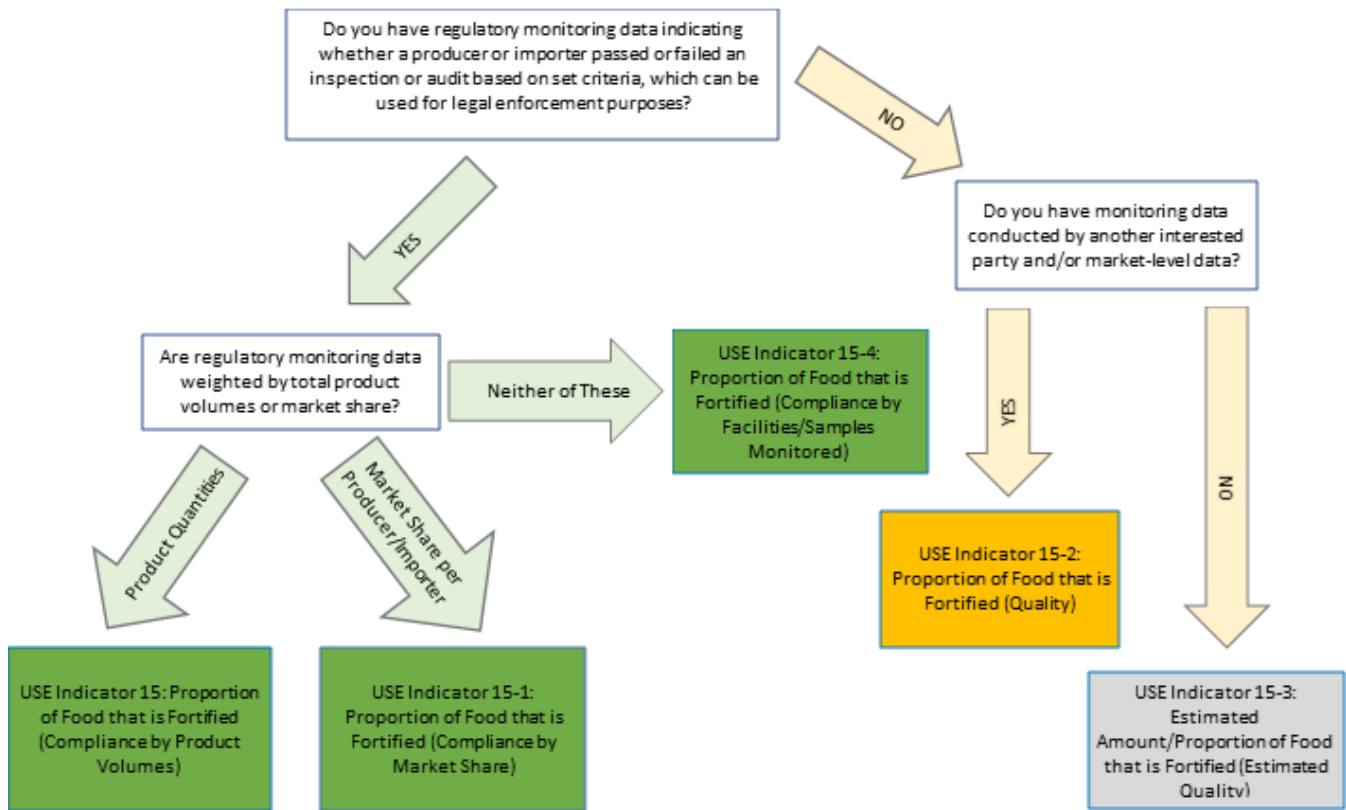 Do you have regulatory monitoring data indicating
whether a producer or importer passed or failed an
inspection or audit based on set criteria, which can be
used for legal enforcement purposes?
NO
YES
Do you have monitoring data
conducted by another interested
party and/or market-level data?
Are regulatory monitoring data
weighted by total product
volumes or market share?
Neither of These
USE Indicator 15-4:
Proportion of Food that is
Fortified (Compliance by
Facilities/Samples
Monitored)
YES
NO
Product Quantities
Market Share per
Producer/Importer
USE Indicator 15-2:
Proportion of Food that is
Fortified (Quality)
USE Indicator 15: Proportion
of Food that is Fortified
(Compliance by Product
Volumes)
USE Indicator 15-1:
Proportion of Food that is
Fortified (Compliance by
Market Share)
USE Indicator 15-3:
Estimated
Amount/Proportion of Food
that is Fortified (Estimated
Quality)